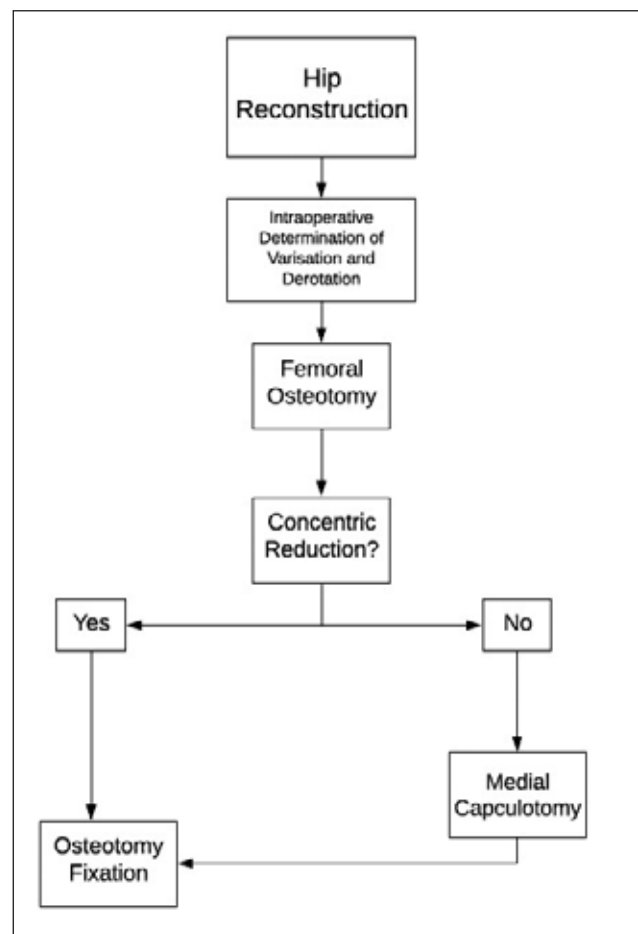 Hip
Reconstruction
Intraoperative
Determination of
Varisation and
Derotation
Femoral
Osteotomy
Concentric
Reduction?
Yes
No
Medial
Capculotomy
Osteotomy
Fixation